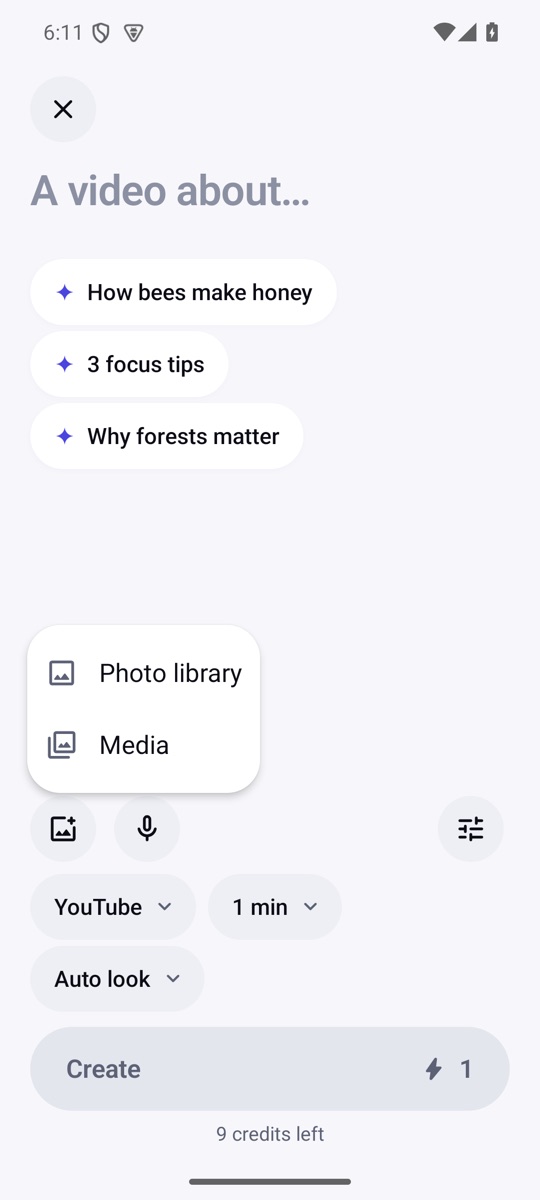 6:11
A video about...
How bees make honey
3 focus tips
Why forests matter
Photo library
Media
YouTube
1 min
Auto look
Create
1
9 credits left